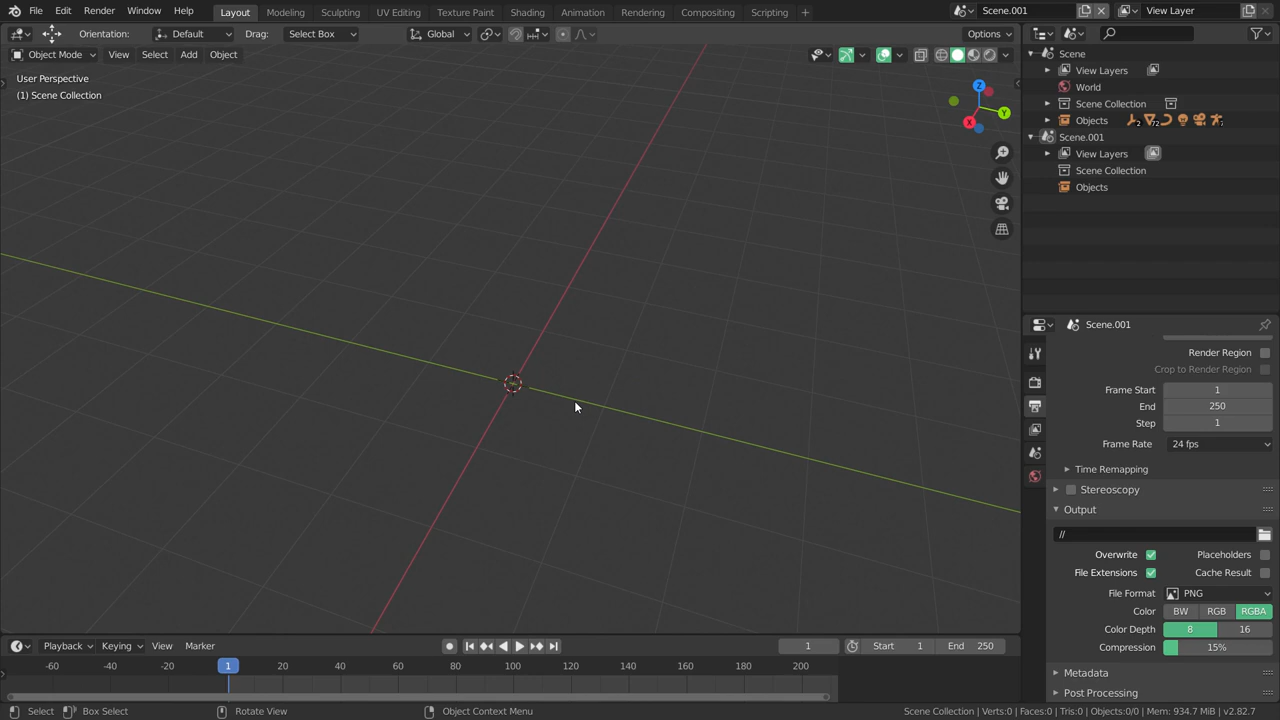 File Edit Render Window Help Layout Modeling Sculpting UV Editing Texture Paint Shading Animation Rendering Compositing Scripting + Scene.001 View Layer
Orientation: Default Drag: Select Box Global Options
Object Mode View Select Add Object
User Perspective
(1) Scene Collection
Z
Y
X
Scene
View Layers
World
Scene Collection
Objects 2 72 7
Scene.001
View Layers
Scene Collection
Objects
Scene.001
Render Region
Crop to Render Region
Frame Start 1
End 250
Step 1
Frame Rate 24 fps
Time Remapping
Stereoscopy
Output
//
Overwrite Placeholders
File Extensions Cache Result
File Format PNG
Color BW RGB RGBA
Color Depth 8 16
Compression 15%
Metadata
Post Processing
Playback Keying View Marker 1 Start 1 End 250
-60 -40 -20 1 20 40 60 80 100 120 140 160 180 200
Select Box Select Rotate View Object Context Menu Scene Collection | Verts:0 | Faces:0 | Tris:0 | Objects:0/0 | Mem: 934.7 MiB | v2.82.7